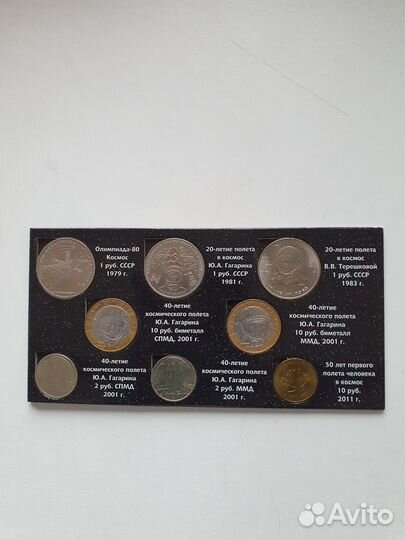 Олимпиада-80
Космос
1 руб. СССР
1979 г.
20-летие полета
в космос
Ю.А. Гагарина
1 руб. СССР
1981 г.
20-летие полета
в космос
В.В. Терешковой
1 руб. СССР
1983 г.
40-летие
космического полета
Ю.А. Гагарина
10 руб. биметалл
СПМД, 2001 г.
40-летие
космического полета
Ю.А. Гагарина
10 руб. биметалл
ММД, 2001 г.
40-летие
космического полета
Ю.А. Гагарина
2 руб. СПМД
2001 г.
40-летие
космического полета
Ю.А. Гагарина
2 руб. ММД
2001 г.
50 лет первого
полета человека
в космос
10 руб.
2011 г.
Avito